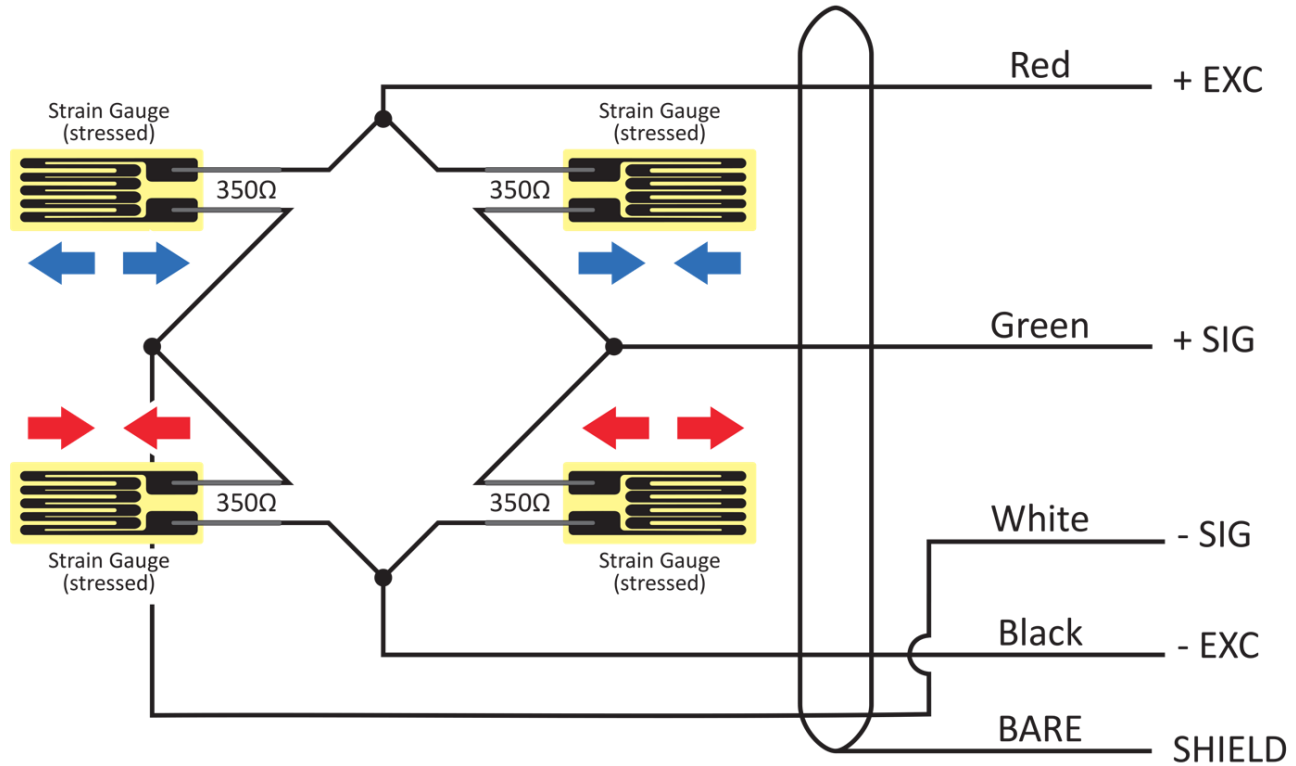 Red
+ EXC
Strain Gauge
(stressed)
Strain Gauge
(stressed)
350Ω
350Ω
Green
+ SIG
350Ω
350Ω
White
- SIG
Strain Gauge
(stressed)
Strain Gauge
(stressed)
Black
- EXC
BARE
SHIELD